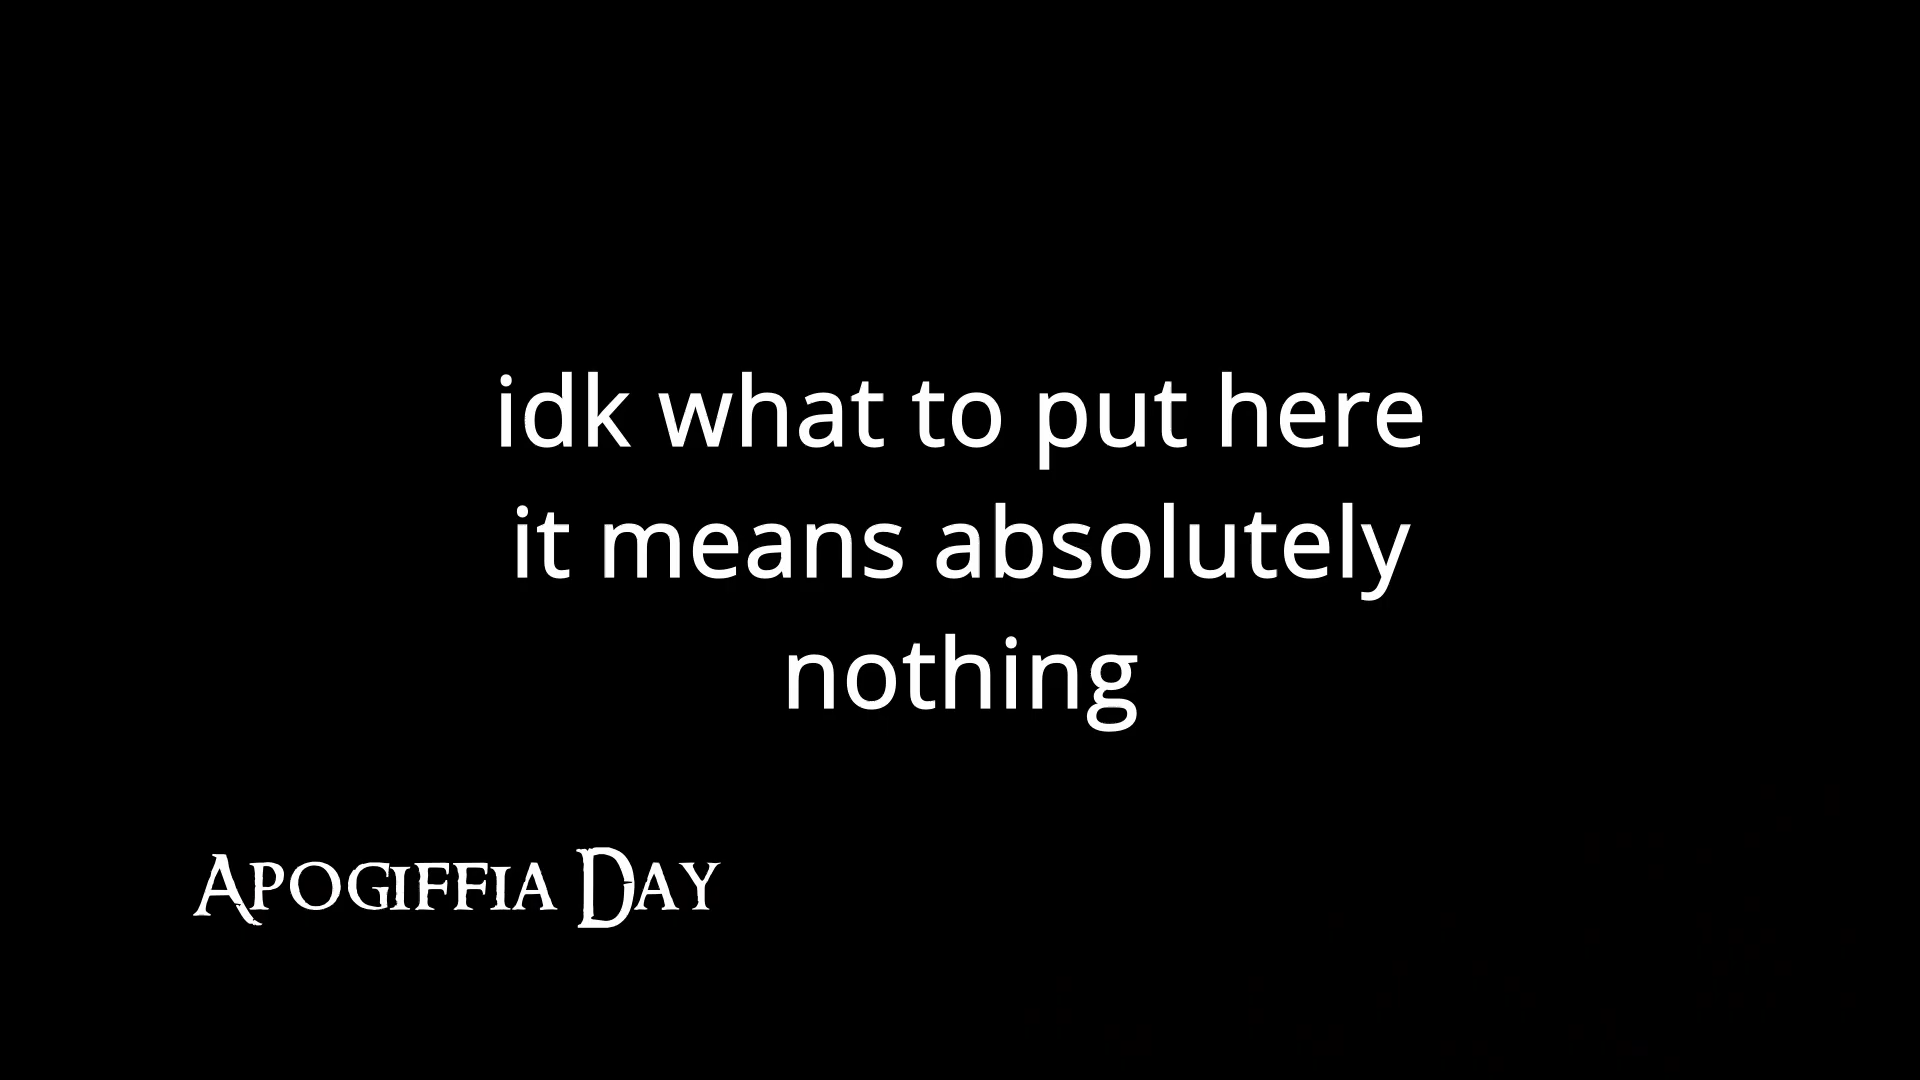 idk what to put here
it means absolutely
nothing
Apogiffia Day